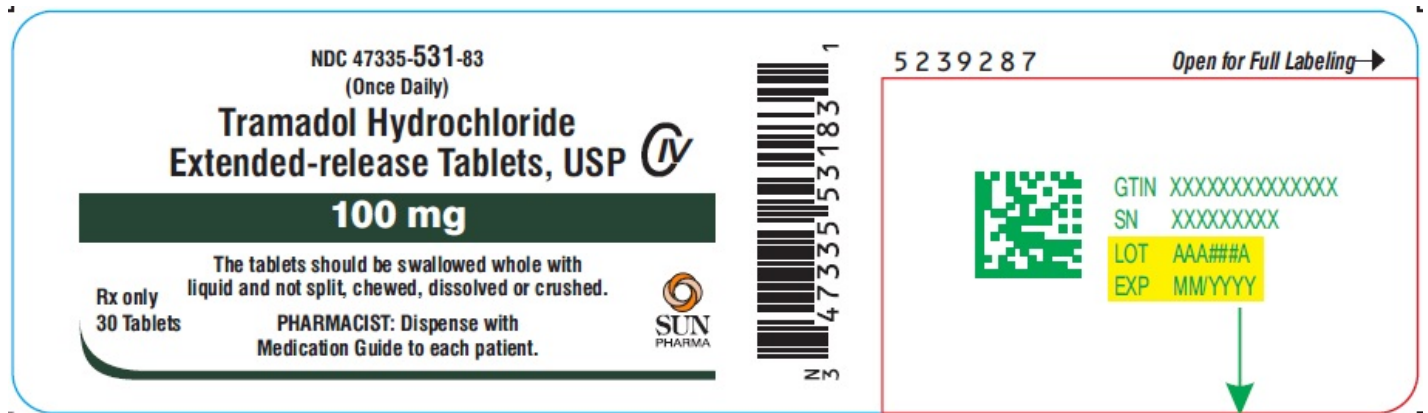 NDC 47335-531-83
(Once Daily)
Tramadol Hydrochloride
Extended-release Tablets, USP CIV
100 mg
The tablets should be swallowed whole with
liquid and not split, chewed, dissolved or crushed.
Rx only
30 Tablets
PHARMACIST: Dispense with
Medication Guide to each patient.
SUN
PHARMA
N
3 47335 53183 1
5239287
Open for Full Labeling
GTIN XXXXXXXXXXXXXX
SN XXXXXXXXX
LOT AAA###A
EXP MM/YYYY